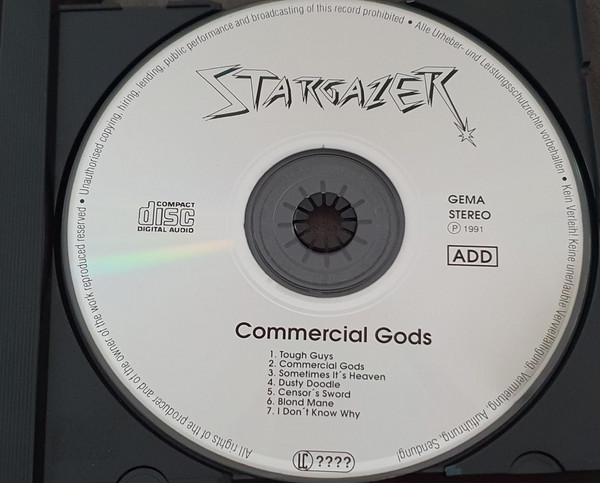 Unauthorised copying, hiring, lending, public performance and broadcasting of this record prohibited • Alle Urheber- und Leistungsschutzrechte vorbehalten • Kein Verleih! Keine unerlaubte Vervielfältigung, Vermietung, Aufführung, Sendung!
All rights of the producer and of the owner of the work reproduced reserved •
STARGAZER
COMPACT
disc
DIGITAL AUDIO
GEMA
STEREO
Ⓟ 1991
ADD
Commercial Gods
1. Tough Guys
2. Commercial Gods
3. Sometimes It´s Heaven
4. Dusty Doodle
5. Censor´s Sword
6. Blond Mane
7. I Don´t Know Why
LC ????